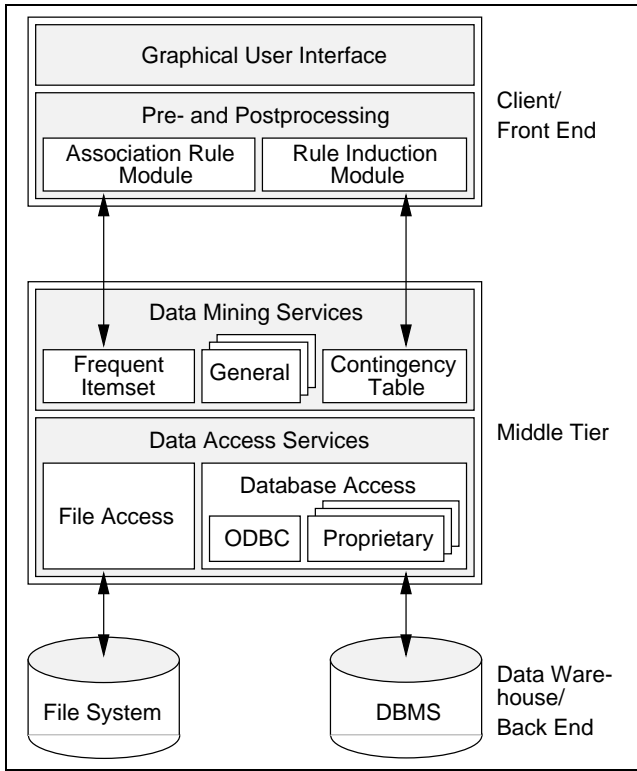 Graphical User Interface
Pre- and Postprocessing
Association Rule
Module
Rule Induction
Module
Client/
Front End
Data Mining Services
Frequent
Itemset
General
Contingency
Table
Data Access Services
File Access
Database Access
ODBC
Proprietary
Middle Tier
File System
DBMS
Data Ware-
house/
Back End